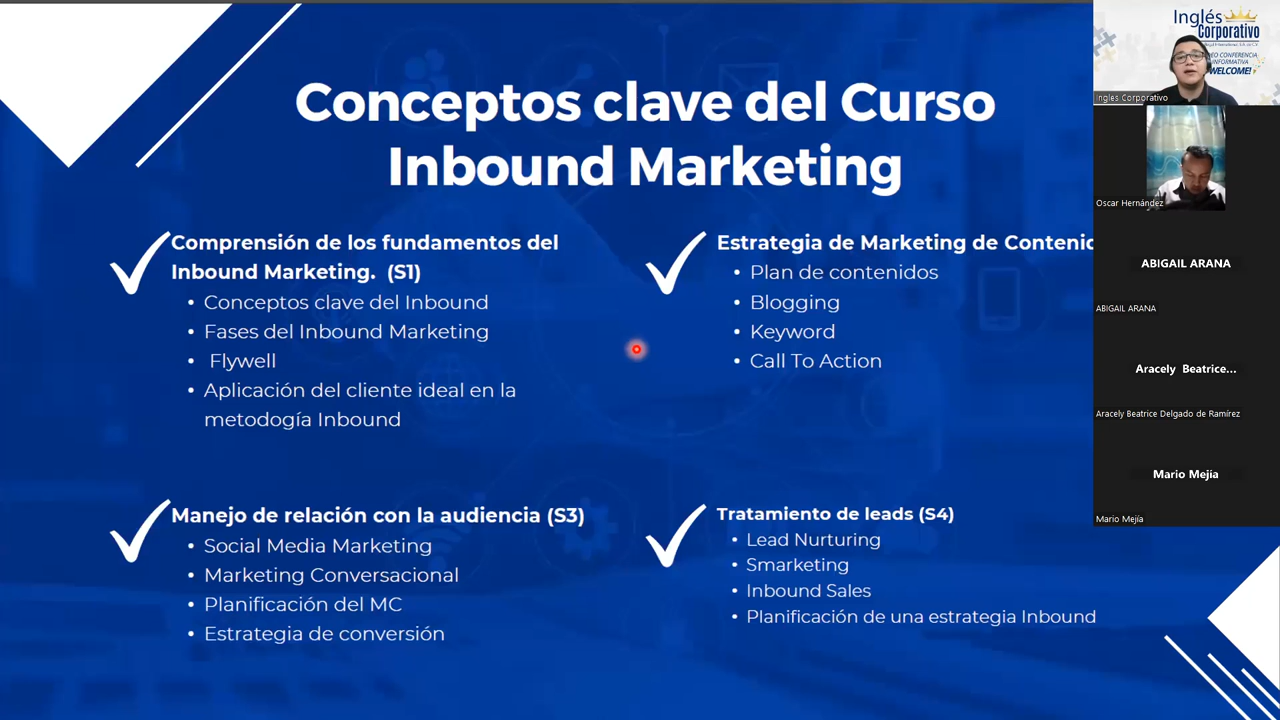 Conceptos clave del Curso
Inbound Marketing
Comprensión de los fundamentos del
Inbound Marketing. (S1)
• Conceptos clave del Inbound
• Fases del Inbound Marketing
• Flywell
• Aplicación del cliente ideal en la
metodogía Inbound
Estrategia de Marketing de Contenid
• Plan de contenidos
• Blogging
• Keyword
• Call To Action
Manejo de relación con la audiencia (S3)
• Social Media Marketing
• Marketing Conversacional
• Planificación del MC
• Estrategia de conversión
Tratamiento de leads (S4)
• Lead Nurturing
• Smarketing
• Inbound Sales
• Planificación de una estrategia Inbound
Inglés
Corporativo
CONFERENCIA
INFORMATIVA
WELCOME!
Ingles Corporativo
Oscar Hernández
ABIGAIL ARANA
ABIGAIL ARANA
Aracely Beatrice...
Aracely Beatrice Delgado de Ramírez
Mario Mejía
Mario Mejía